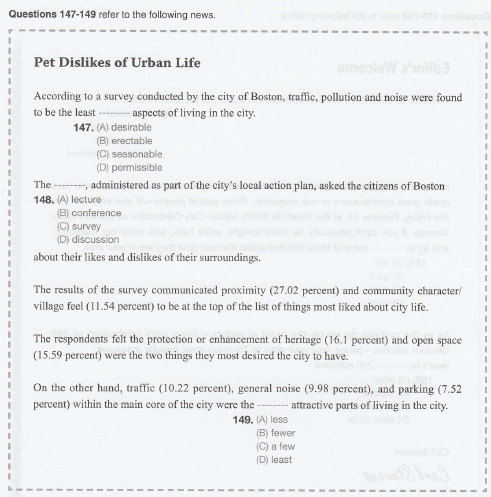 Questions 147-149 refer to the following news.
Pet Dislikes of Urban Life
According to a survey conducted by the city of Boston, traffic, pollution and noise were found
to be the least -------- aspects of living in the city.
147. (A) desirable
(B) erectable
(C) seasonable
(D) permissible
The --------, administered as part of the city's local action plan, asked the citizens of Boston
148. (A) lecture
(B) conference
(C) survey
(D) discussion
about their likes and dislikes of their surroundings.
The results of the survey communicated proximity (27.02 percent) and community character/
village feel (11.54 percent) to be at the top of the list of things most liked about city life.
The respondents felt the protection or enhancement of heritage (16.1 percent) and open space
(15.59 percent) were the two things they most desired the city to have.
On the other hand, traffic (10.22 percent), general noise (9.98 percent), and parking (7.52
percent) within the main core of the city were the -------- attractive parts of living in the city.
149. (A) less
(B) fewer
(C) a few
(D) least